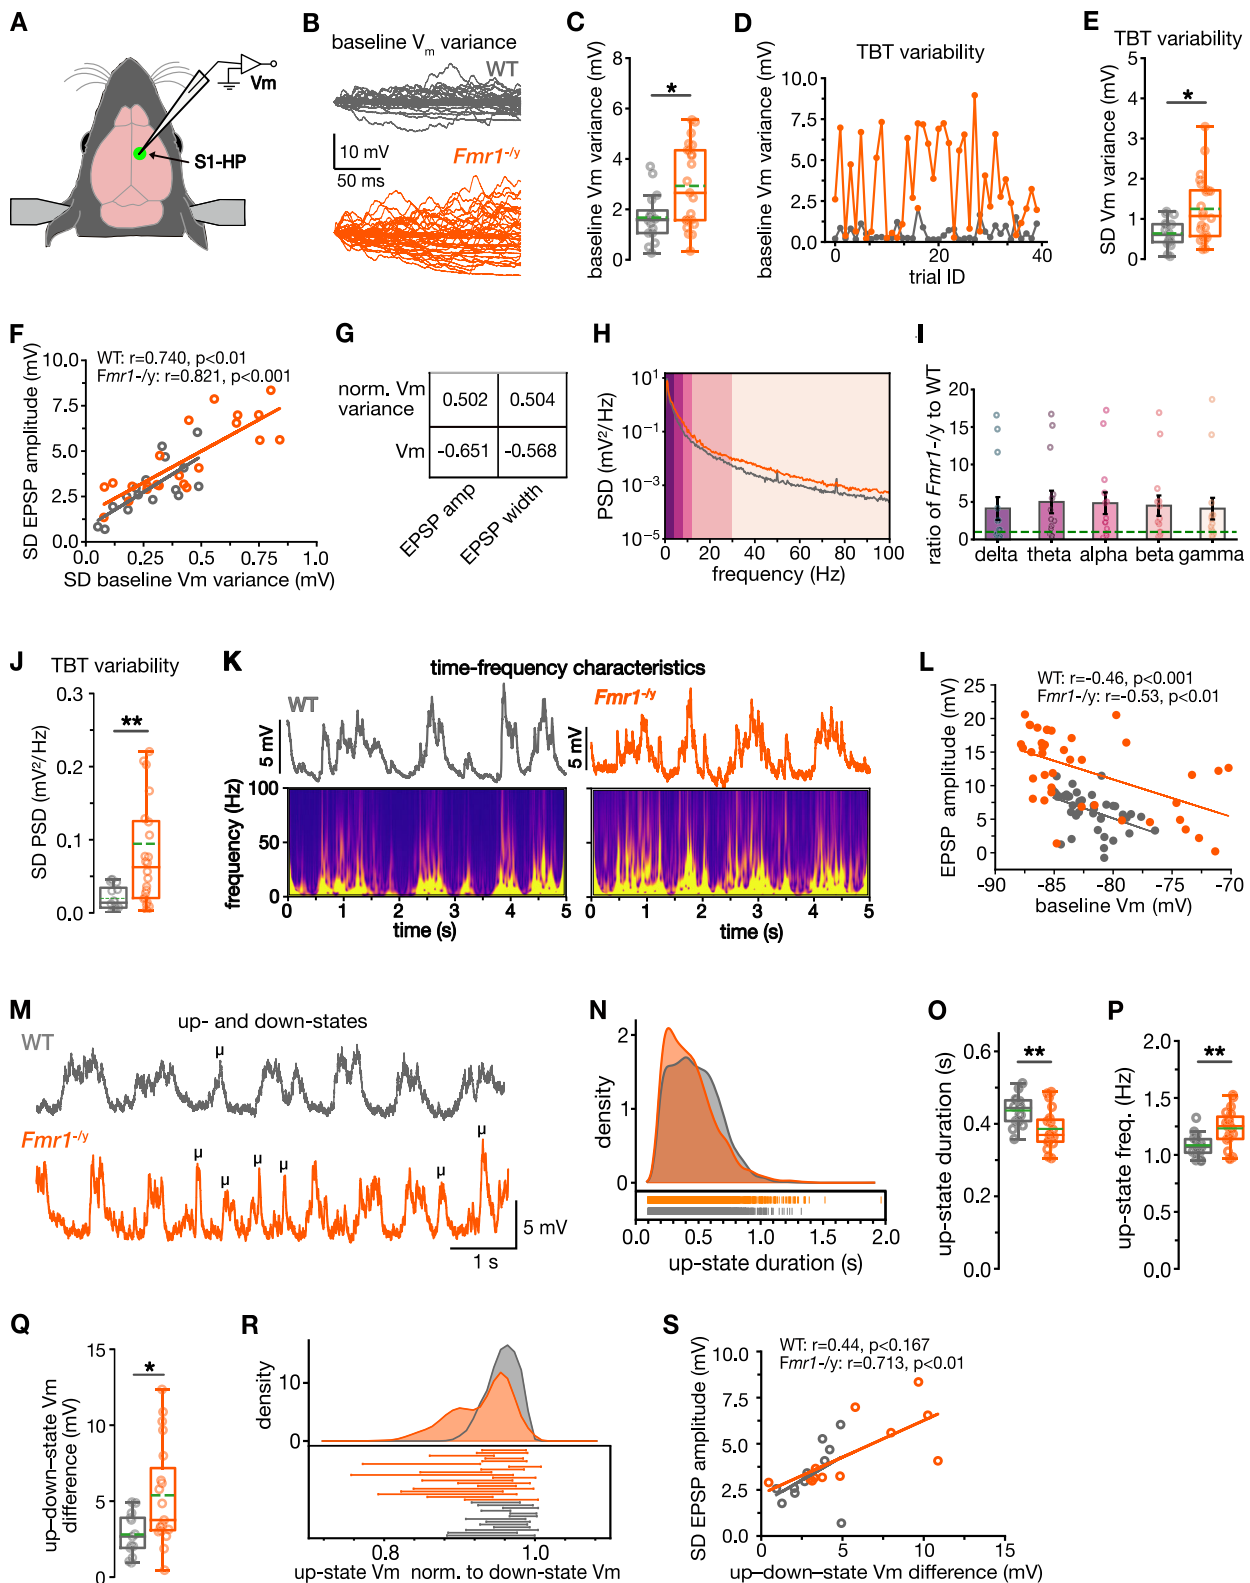 A
Vm
S1-HP
B
baseline Vm variance
WT
10 mV
50 ms
Fmr1-/y
C
baseline Vm variance (mV)
8
6
4
2
0
*
D
TBT variability
baseline Vm variance (mV)
10.0
7.5
5.0
2.5
0.0
0
20
40
trial ID
E
TBT variability
SD Vm variance (mV)
5
4
3
2
1
0
*
F
WT: r=0.740, p<0.01
Fmr1-/y: r=0.821, p<0.001
SD EPSP amplitude (mV)
10.0
7.5
5.0
2.5
0.0
0
0.25
0.5
0.75
1.0
SD baseline Vm variance (mV)
G
norm. Vm variance
0.502
0.504
Vm
-0.651
-0.568
EPSP amp
EPSP width
H
PSD (mV²/Hz)
10¹
10⁻¹
10⁻³
10⁻⁵
0
20
40
60
80
100
frequency (Hz)
I
ratio of Fmr1-/y to WT
20
15
10
5
0
delta
theta
alpha
beta
gamma
J
TBT variability
SD PSD (mV²/Hz)
0.3
0.2
0.1
0.0
**
K
time-frequency characteristics
WT
5 mV
Fmr1-/y
5 mV
frequency (Hz)
100
50
0
0
1
2
3
4
5
time (s)
0
1
2
3
4
5
time (s)
L
WT: r=-0.46, p<0.001
Fmr1-/y: r=-0.53, p<0.01
EPSP amplitude (mV)
25
20
15
10
5
0
-90
-85
-80
-75
-70
baseline Vm (mV)
M
up- and down-states
WT
μ
Fmr1-/y
μ
μ
μ
μ
μ
μ
5 mV
1 s
N
density
2
1
0
0.0
0.5
1.0
1.5
2.0
up-state duration (s)
O
up-state duration (s)
0.6
0.4
0.2
0.0
**
P
up-state freq. (Hz)
2.0
1.5
1.0
0.5
0.0
**
Q
up–down-state Vm
difference (mV)
15
10
5
0
*
R
density
10
0
0.8
1.0
up-state Vm norm. to down-state Vm
S
WT: r=0.44, p<0.167
Fmr1-/y: r=0.713, p<0.01
SD EPSP amplitude (mV)
10.0
7.5
5.0
2.5
0.0
0
5
10
15
up–down–state Vm difference (mV)